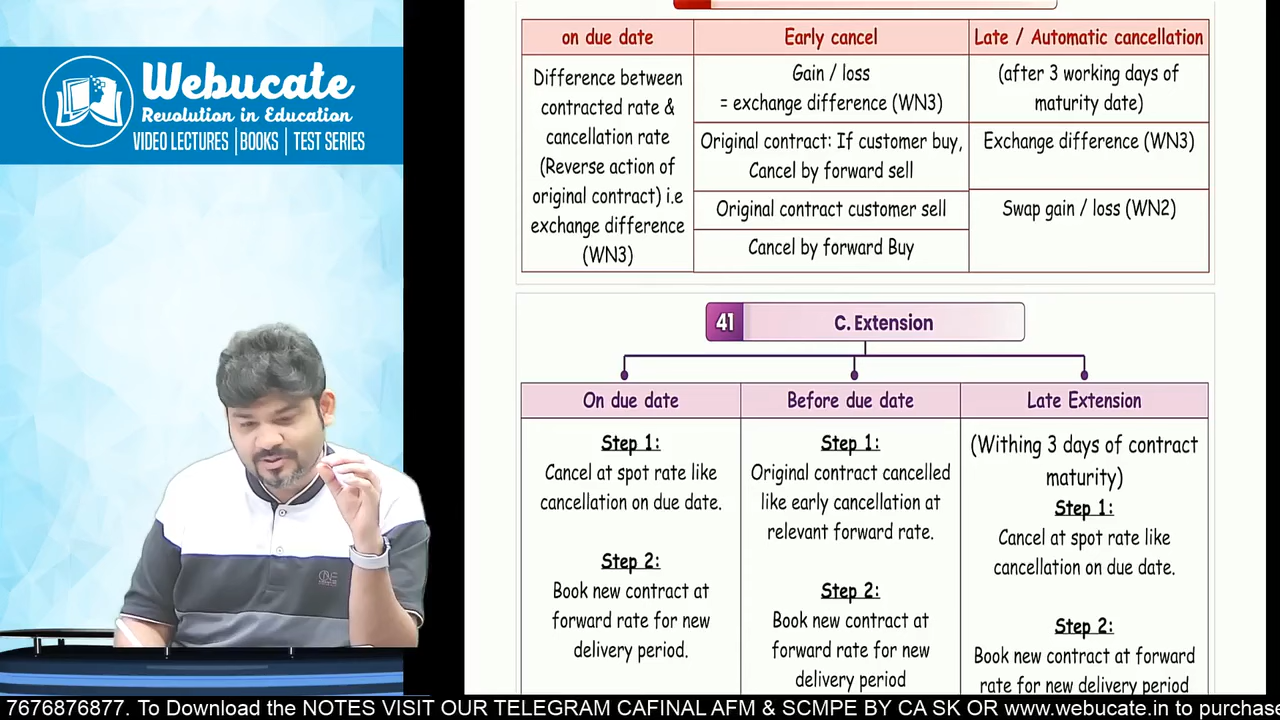 Webucate
Revolution in Education
VIDEO LECTURES | BOOKS | TEST SERIES
on due date
Early cancel
Late / Automatic cancellation
Difference between
contracted rate &
cancellation rate
(Reverse action of
original contract) i.e
exchange difference
(WN3)
Gain / loss
= exchange difference (WN3)
Original contract: If customer buy,
Cancel by forward sell
Original contract customer sell
Cancel by forward Buy
(after 3 working days of
maturity date)
Exchange difference (WN3)
Swap gain / loss (WN2)
41 C. Extension
On due date
Before due date
Late Extension
Step 1:
Cancel at spot rate like
cancellation on due date.
Step 2:
Book new contract at
forward rate for new
delivery period.
Step 1:
Original contract cancelled
like early cancellation at
relevant forward rate.
Step 2:
Book new contract at
forward rate for new
delivery period
(Withing 3 days of contract
maturity)
Step 1:
Cancel at spot rate like
cancellation on due date.
Step 2:
Book new contract at forward
rate for new delivery period
7676876877. To Download the NOTES VISIT OUR TELEGRAM CAFINAL AFM & SCMPE BY CA SK OR www.webucate.in to purchase